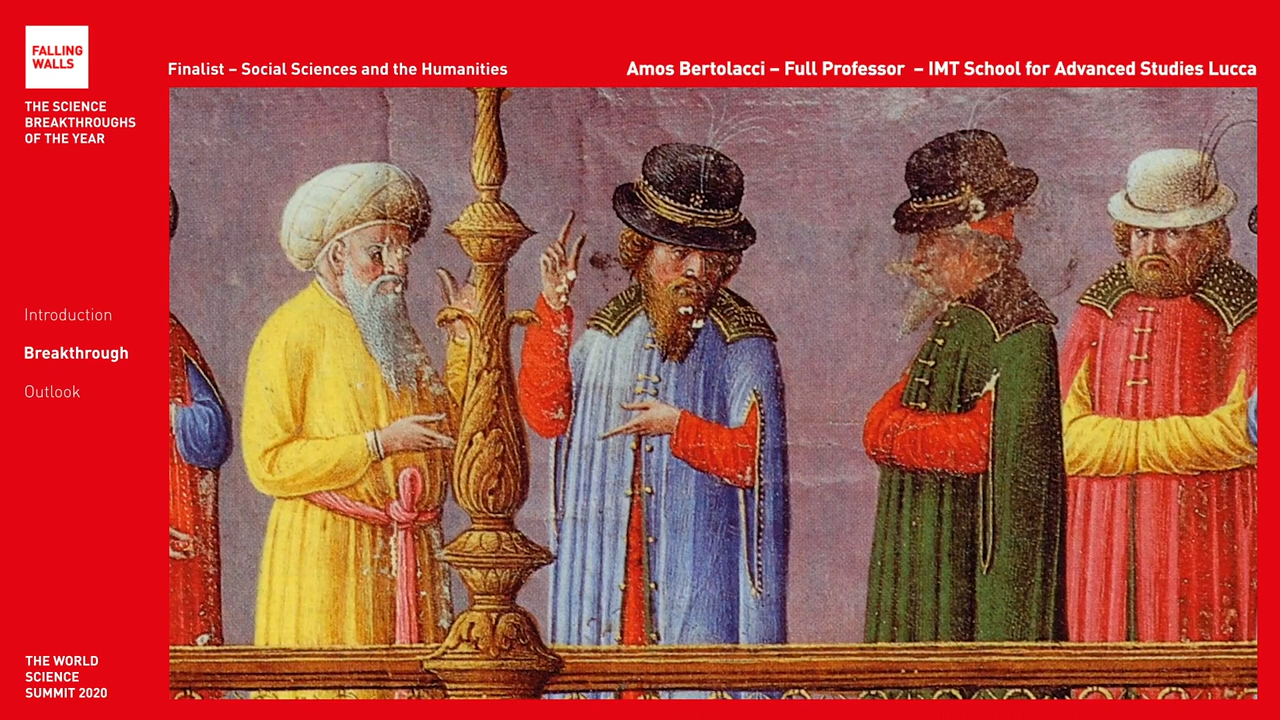 FALLING
WALLS
THE SCIENCE
BREAKTHROUGHS
OF THE YEAR
Finalist – Social Sciences and the Humanities
Amos Bertolacci – Full Professor – IMT School for Advanced Studies Lucca
Introduction
Breakthrough
Outlook
THE WORLD
SCIENCE
SUMMIT 2020